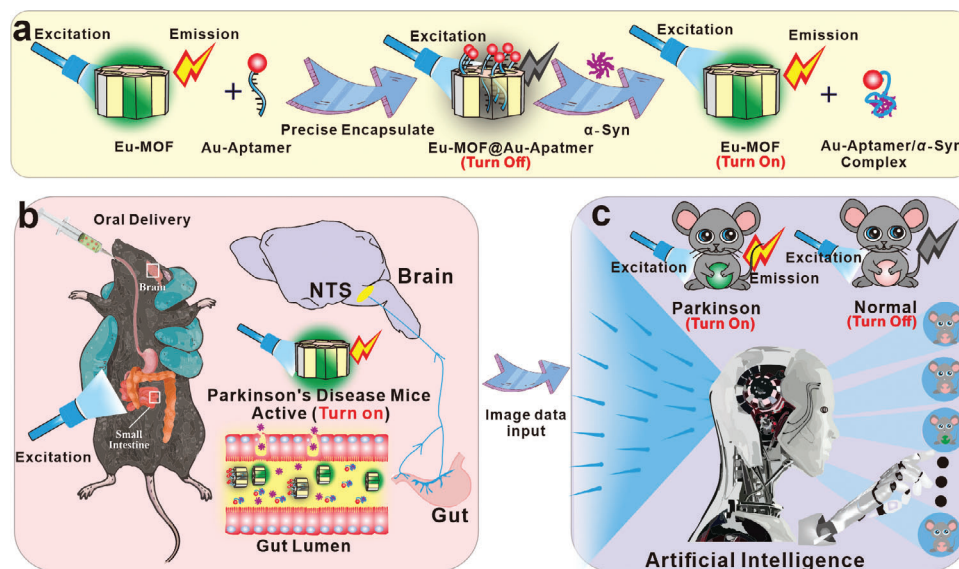 a
Excitation
Emission
Eu-MOF
+
Au-Aptamer
Precise Encapsulate
Excitation
Eu-MOF@Au-Apatmer
(Turn Off)
α-Syn
Excitation
Emission
Eu-MOF
(Turn On)
+
Au-Aptamer/α-Syn
Complex
b
Oral Delivery
Brain
Small
Intestine
Excitation
NTS
Brain
Parkinson's Disease Mice
Active (Turn on)
Gut Lumen
Gut
Image data
input
c
Excitation
Emission
Parkinson
(Turn On)
Excitation
Normal
(Turn Off)
Artificial Intelligence